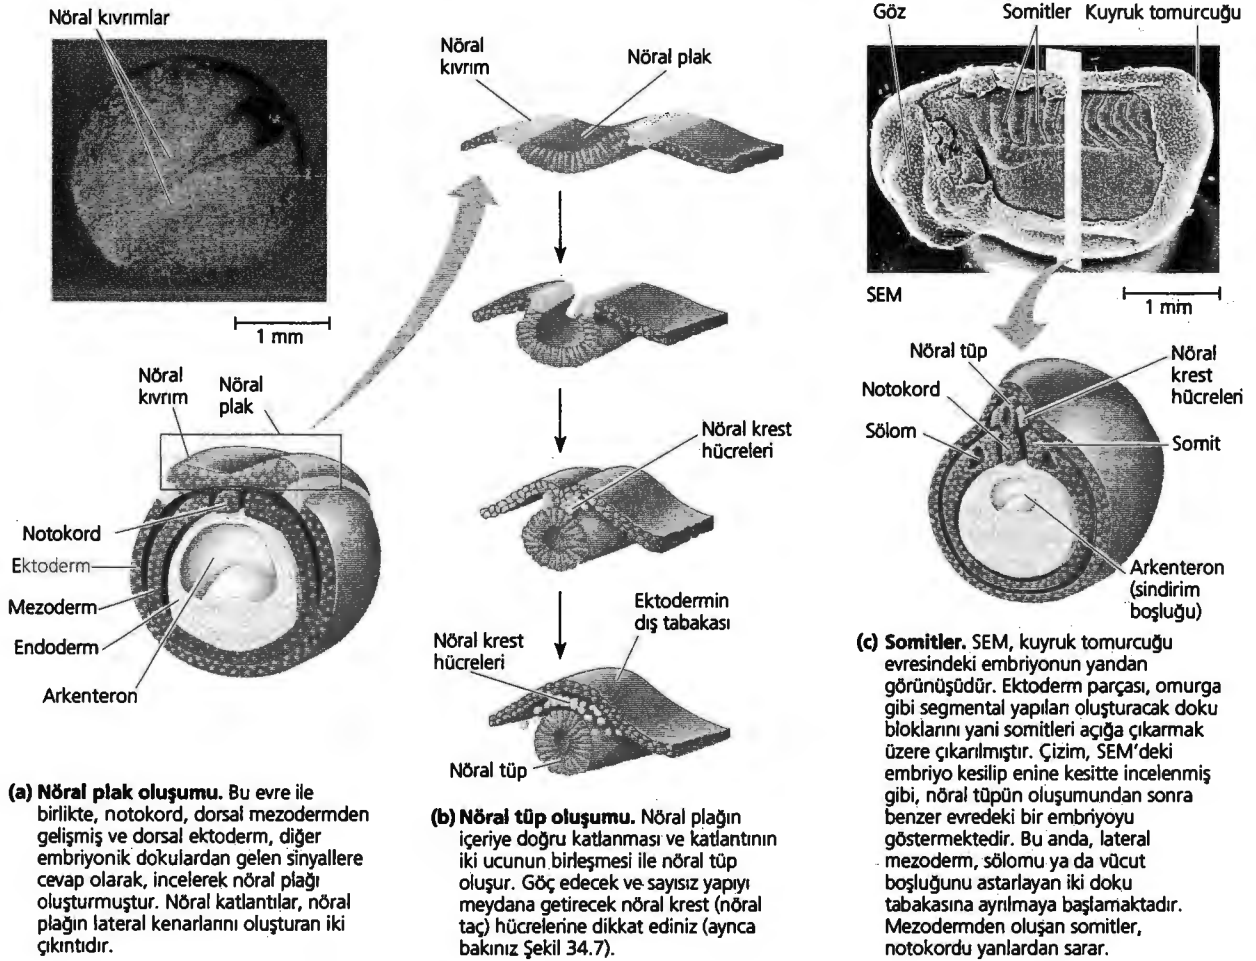 Nöral kıvrımlar
1 mm
Nöral
kıvrım
Nöral
plak
Notokord
Ektoderm
Mezoderm
Endoderm
Arkenteron
(a) Nöral plak oluşumu. Bu evre ile
birlikte, notokord, dorsal mezodermden
gelişmiş ve dorsal ektoderm, diğer
embriyonik dokulardan gelen sinyallere
cevap olarak, incelerek nöral plağı
oluşturmuştur. Nöral katlantılar, nöral
plağın lateral kenarlarını oluşturan iki
çıkıntıdır.
Nöral
kıvrım
Nöral plak
Nöral krest
hücreleri
Ektodermin
dış tabakası
Nöral krest
hücreleri
Nöral tüp
(b) Nöral tüp oluşumu. Nöral plağın
içeriye doğru katlanması ve katlantının
iki ucunun birleşmesi ile nöral tüp
oluşur. Göç edecek ve sayısız yapıyı
meydana getirecek nöral krest (nöral
taç) hücrelerine dikkat ediniz (ayrıca
bakınız Şekil 34.7).
Göz
Somitler
Kuyruk tomurcuğu
SEM
1 mm
Nöral tüp
Notokord
Sölom
Nöral
krest
hücreleri
Somit
Arkenteron
(sindirim
boşluğu)
(c) Somitler. SEM, kuyruk tomurcuğu
evresindeki embriyonun yandan
görünüşüdür. Ektoderm parçası, omurga
gibi segmental yapıları oluşturacak doku
bloklarını yani somitleri açığa çıkarmak
üzere çıkarılmıştır. Çizim, SEM'deki
embriyo kesilip enine kesitte incelenmiş
gibi, nöral tüpün oluşumundan sonra
benzer evredeki bir embriyoyu
göstermektedir. Bu anda, lateral
mezoderm, sölomu ya da vücut
boşluğunu astarlayan iki doku
tabakasına ayrılmaya başlamaktadır.
Mezodermden oluşan somitler,
notokordu yanlardan sarar.